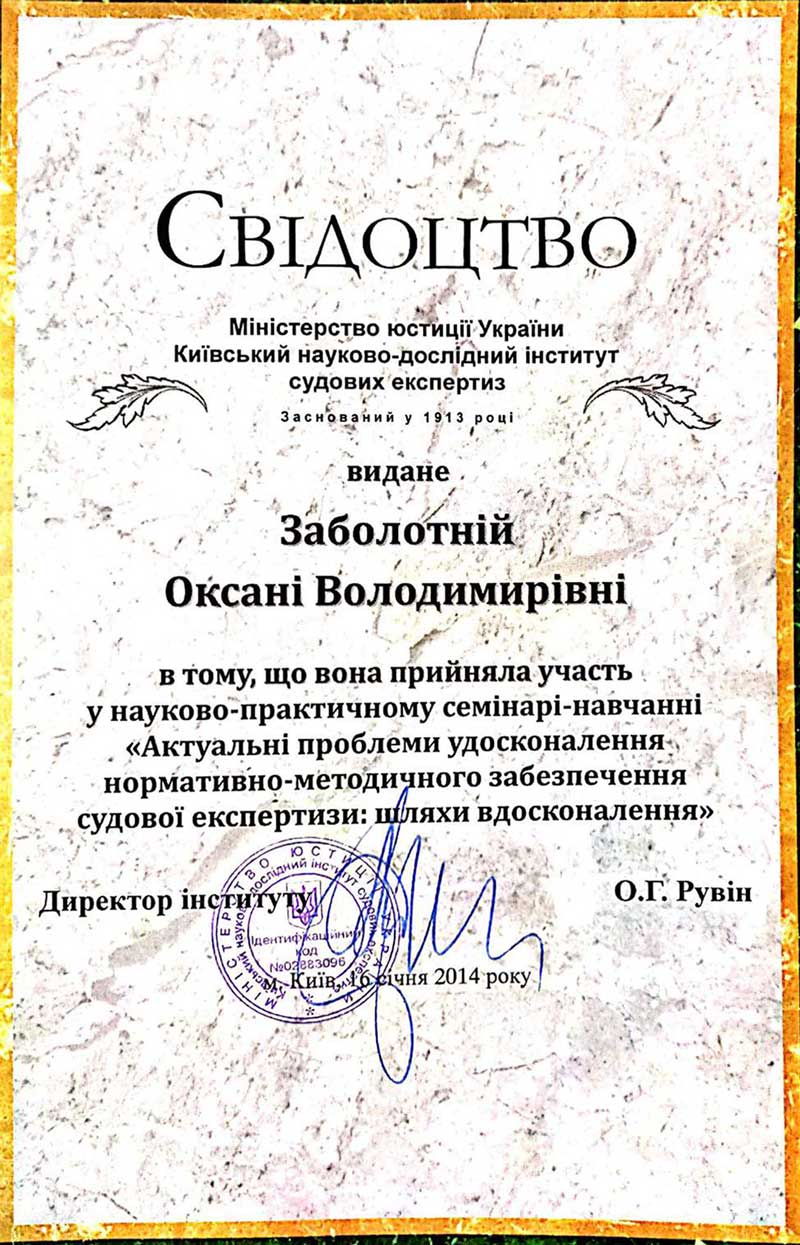 Свідоцтво
Міністерство юстиції України
Київський науково-дослідний інститут
судових експертиз
Заснований у 1913 році
видане
Заболотній
Оксані Володимирівні
в тому, що вона прийняла участь
у науково-практичному семінарі-навчанні
«Актуальні проблеми удосконалення
нормативно-методичного забезпечення
судової експертизи: шляхи вдосконалення»
Директор інституту
О.Г. Рувін
МІНІСТЕРСТВО ЮСТИЦІЇ УКРАЇНИ
Київський науково-дослідний інститут судових експертиз
Ідентифікаційний
код
№02883096
м. Київ, 16 січня 2014 року